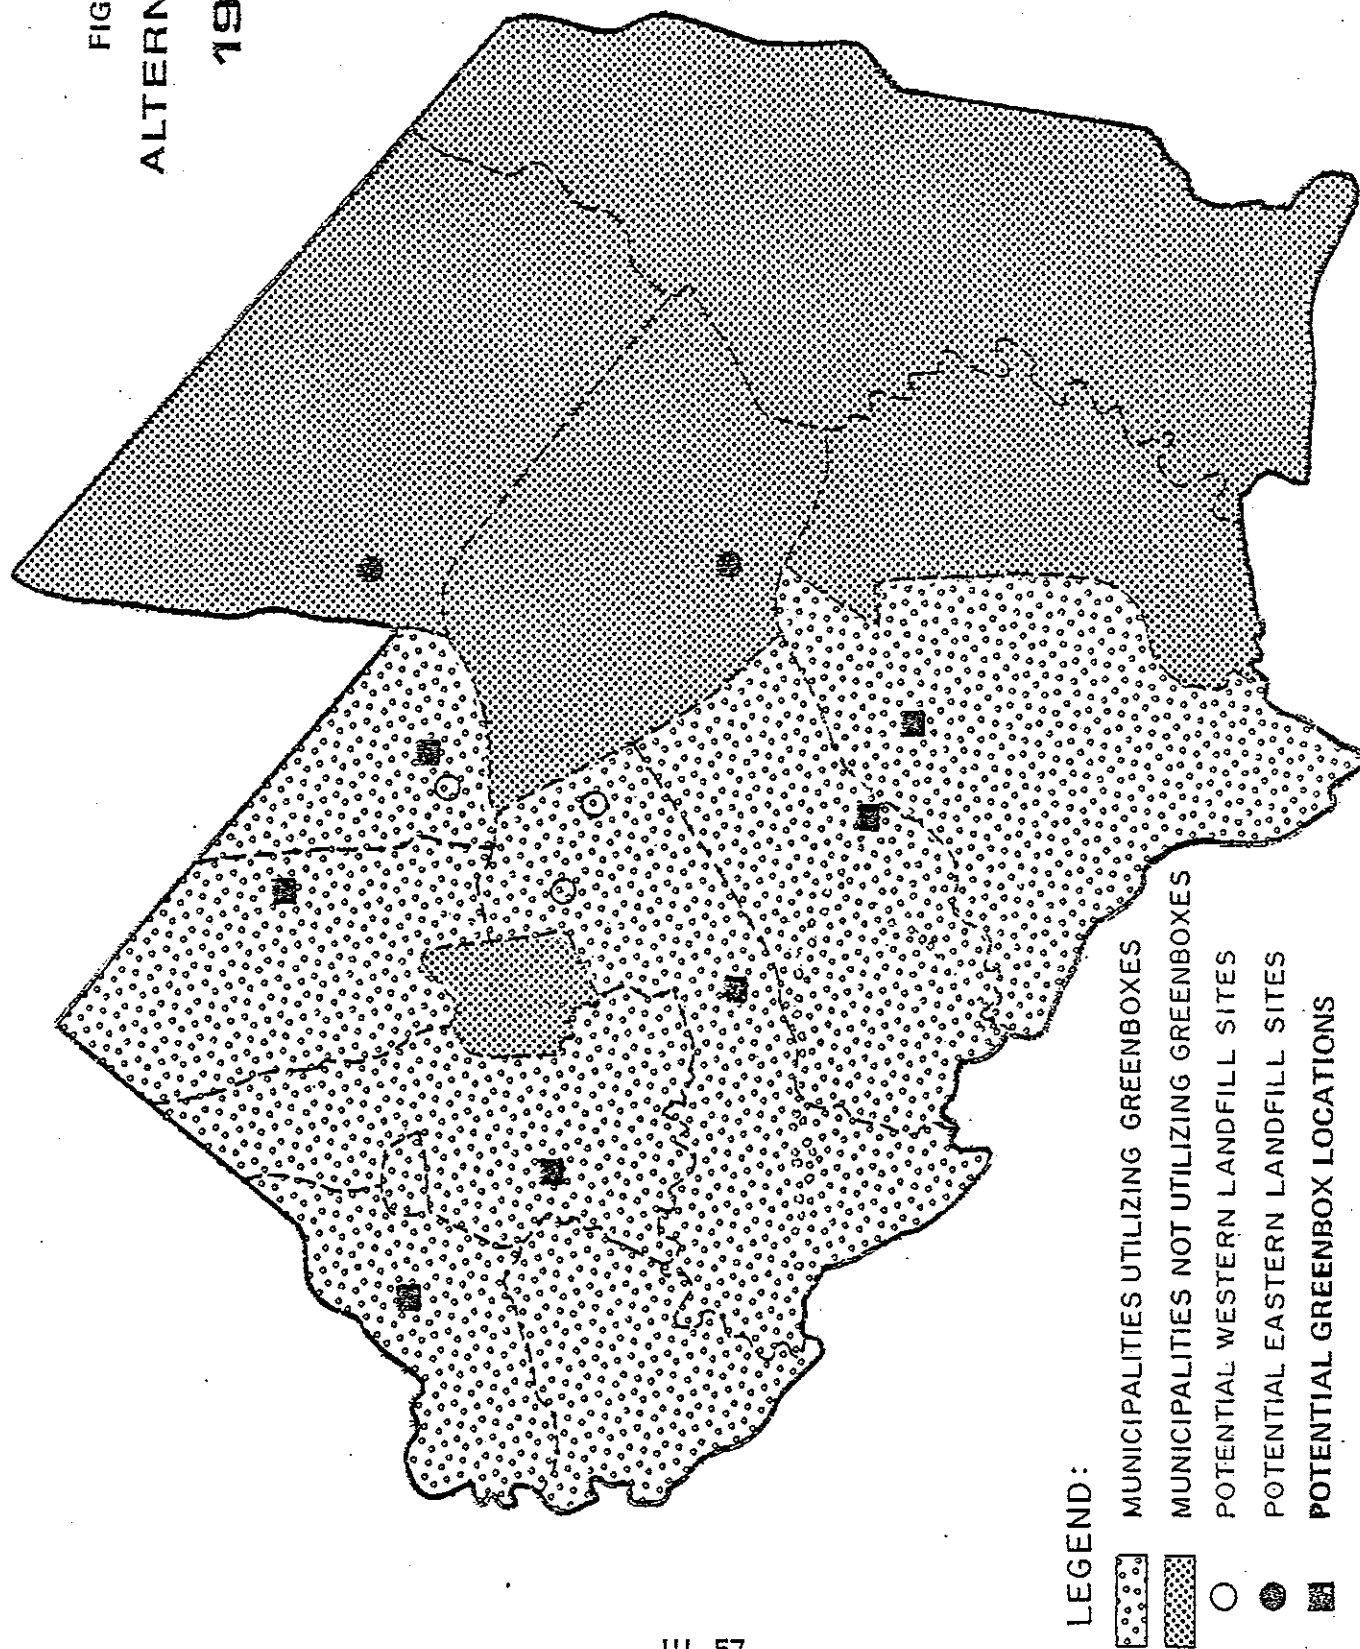 FIG
ALTERN
19
LEGEND:
MUNICIPALITIES UTILIZING GREENBOXES
MUNICIPALITIES NOT UTILIZING GREENBOXES
POTENTIAL WESTERN LANDFILL SITES
POTENTIAL EASTERN LANDFILL SITES
POTENTIAL GREENBOX LOCATIONS